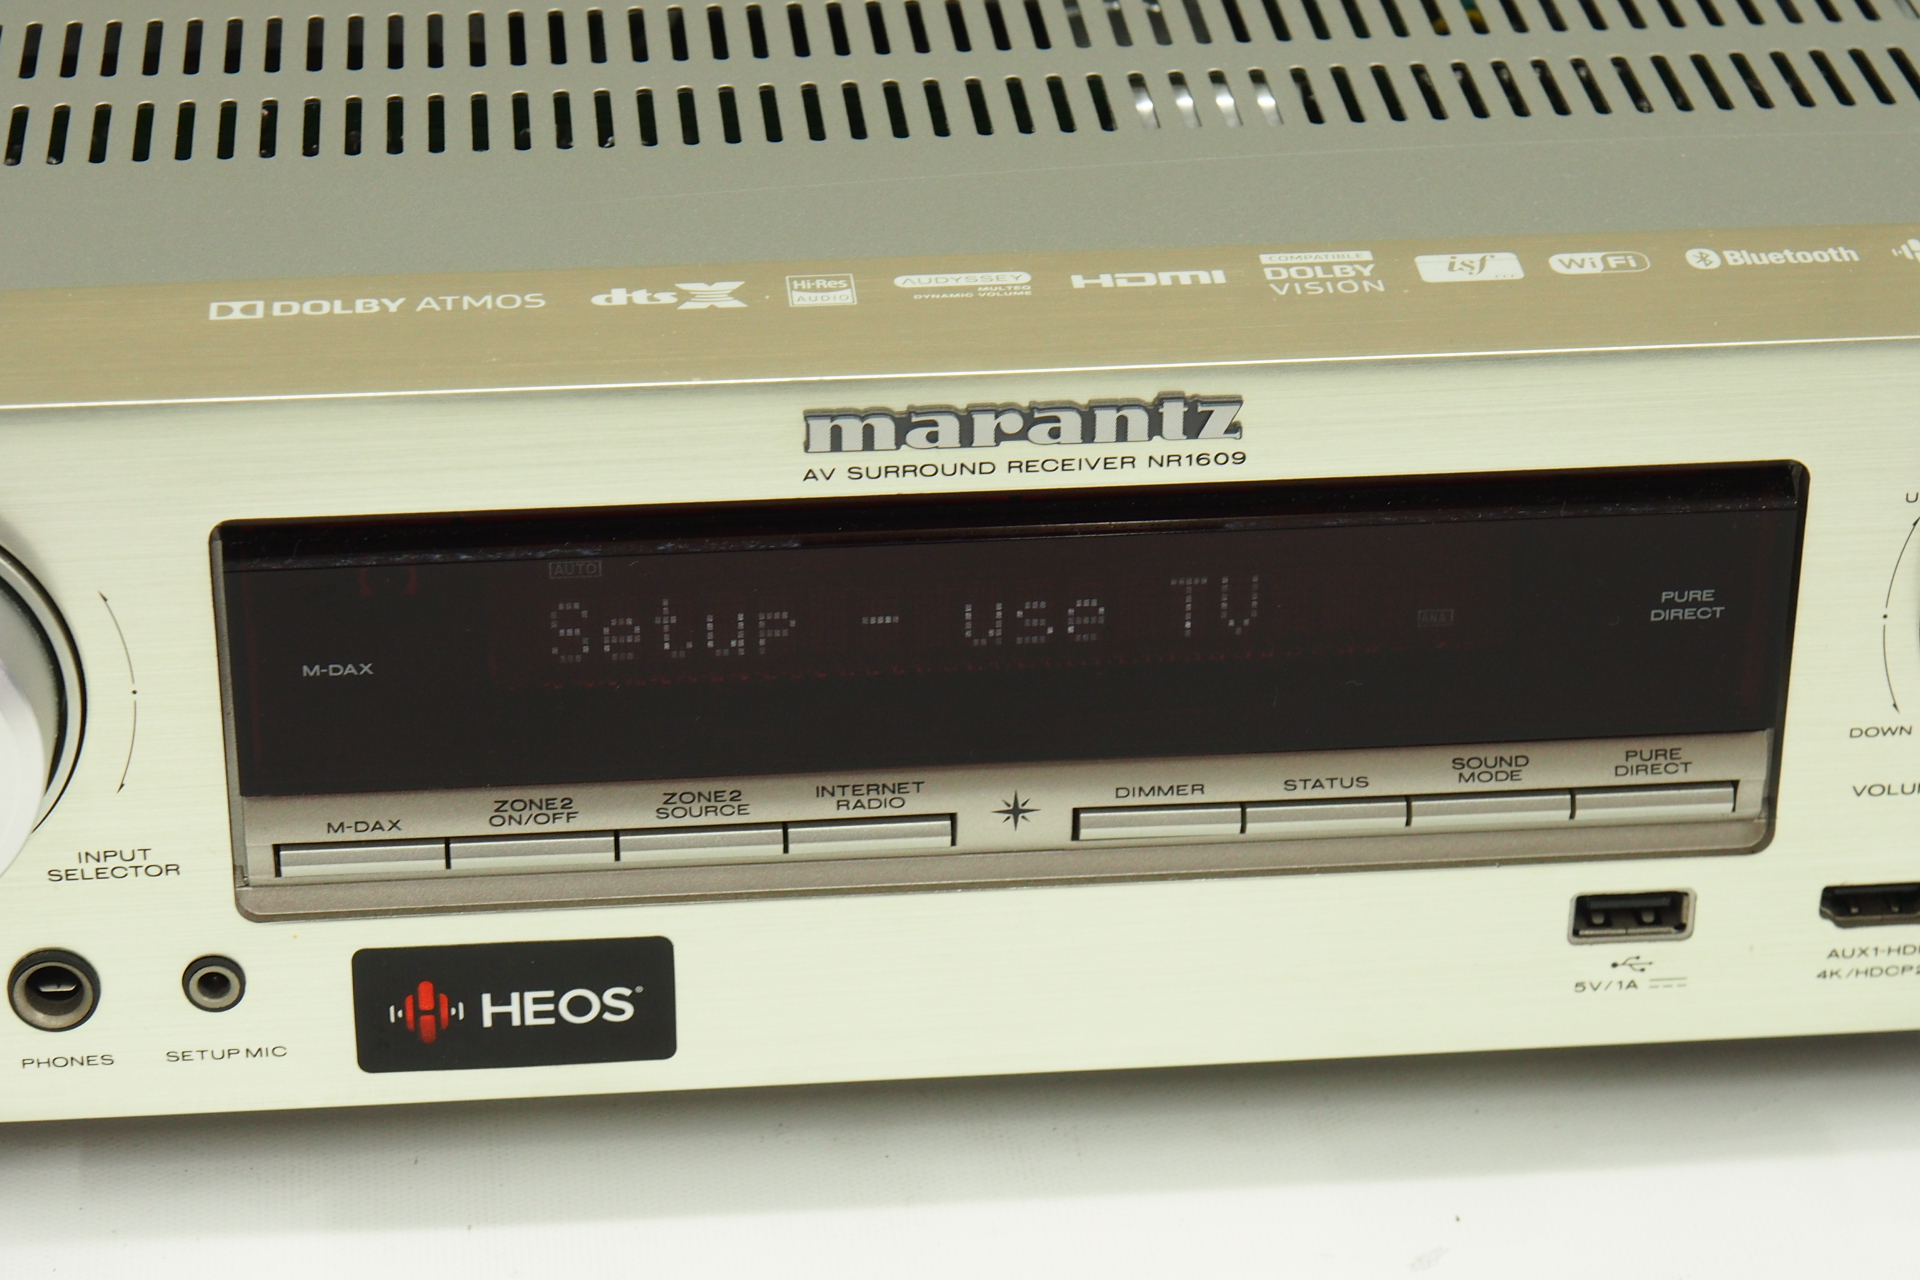 DOLBY ATMOS
dts X
Hi-Res
AUDIO
AUDYSSEY
MULTEQ
DYNAMIC VOLUME
HDMI
COMPATIBLE
DOLBY
VISION
isf
Wi Fi
Bluetooth
marantz
AV SURROUND RECEIVER NR1609
AUTO
Setup - use TV
M-DAX
PURE
DIRECT
M-DAX
ZONE2
ON/OFF
ZONE2
SOURCE
INTERNET
RADIO
DIMMER
STATUS
SOUND
MODE
PURE
DIRECT
INPUT
SELECTOR
DOWN
PHONES
SETUP MIC
HEOS
5V/1A